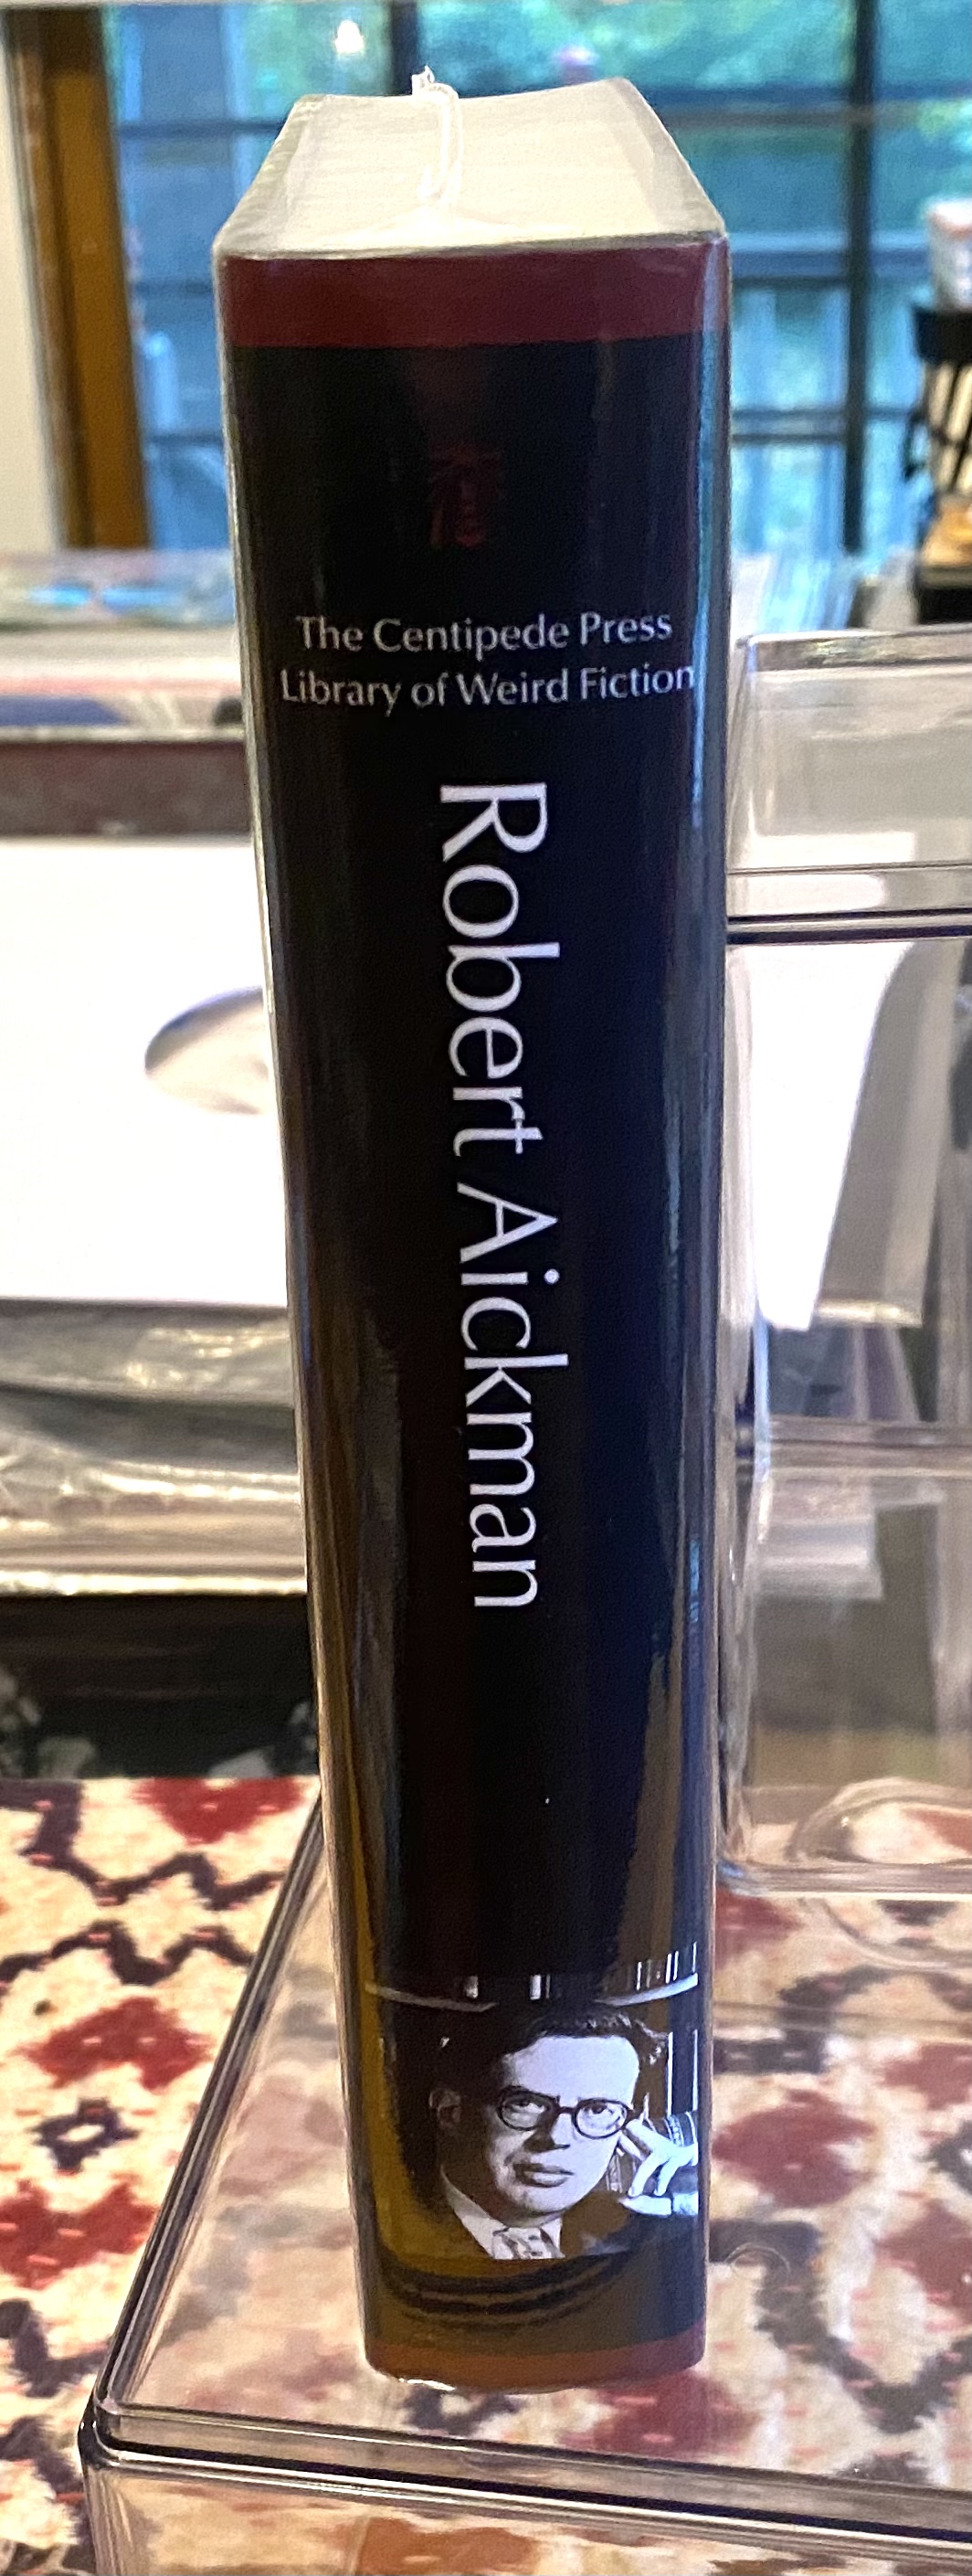 The Centipede Press
Library of Weird Fiction
Robert Aickman